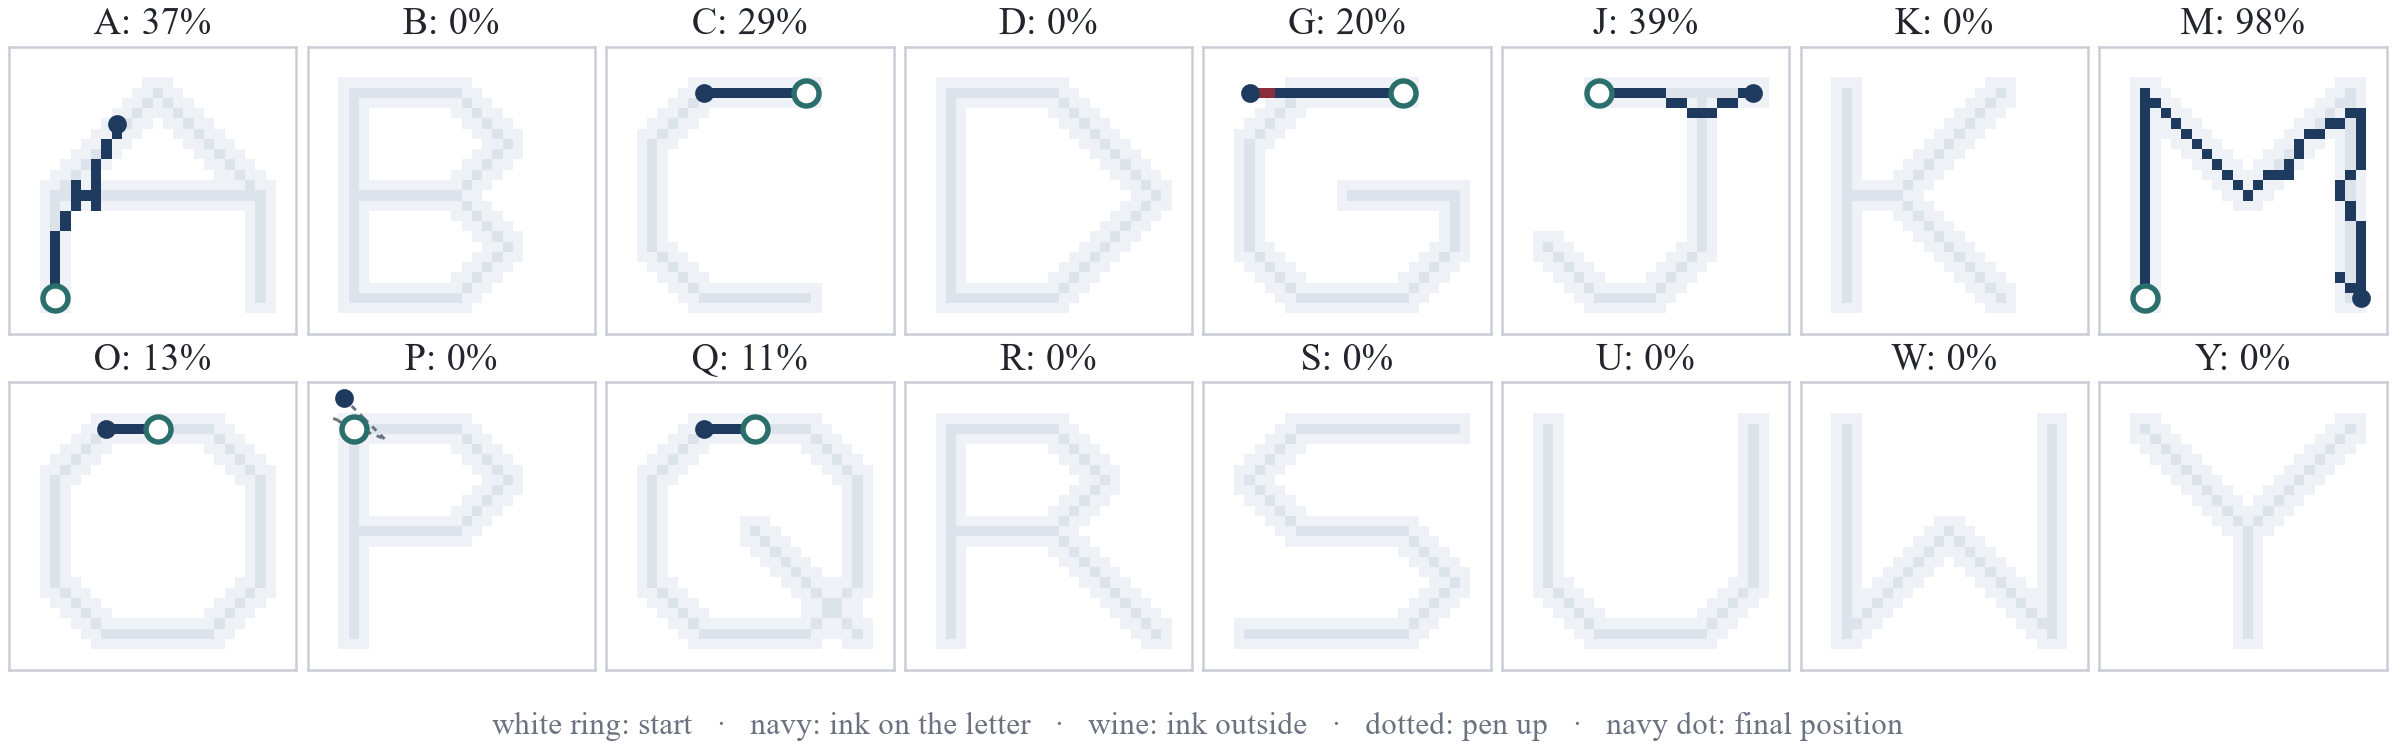 A: 37% B: 0% C: 29% D: 0% G: 20% J: 39% K: 0% M: 98%
O: 13% P: 0% Q: 11% R: 0% S: 0% U: 0% W: 0% Y: 0%
white ring: start · navy: ink on the letter · wine: ink outside · dotted: pen up · navy dot: final position